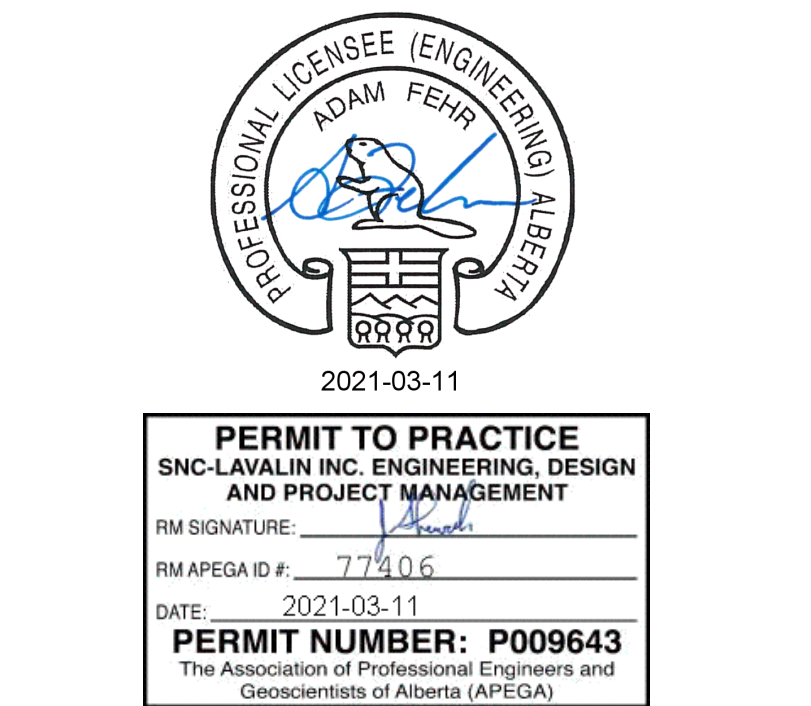 PROFESSIONAL LICENSEE (ENGINEERING) ALBERTA
ADAM FEHR
2021-03-11
PERMIT TO PRACTICE
SNC-LAVALIN INC. ENGINEERING, DESIGN
AND PROJECT MANAGEMENT
RM SIGNATURE:
RM APEGA ID #: 77406
DATE: 2021-03-11
PERMIT NUMBER: P009643
The Association of Professional Engineers and
Geoscientists of Alberta (APEGA)